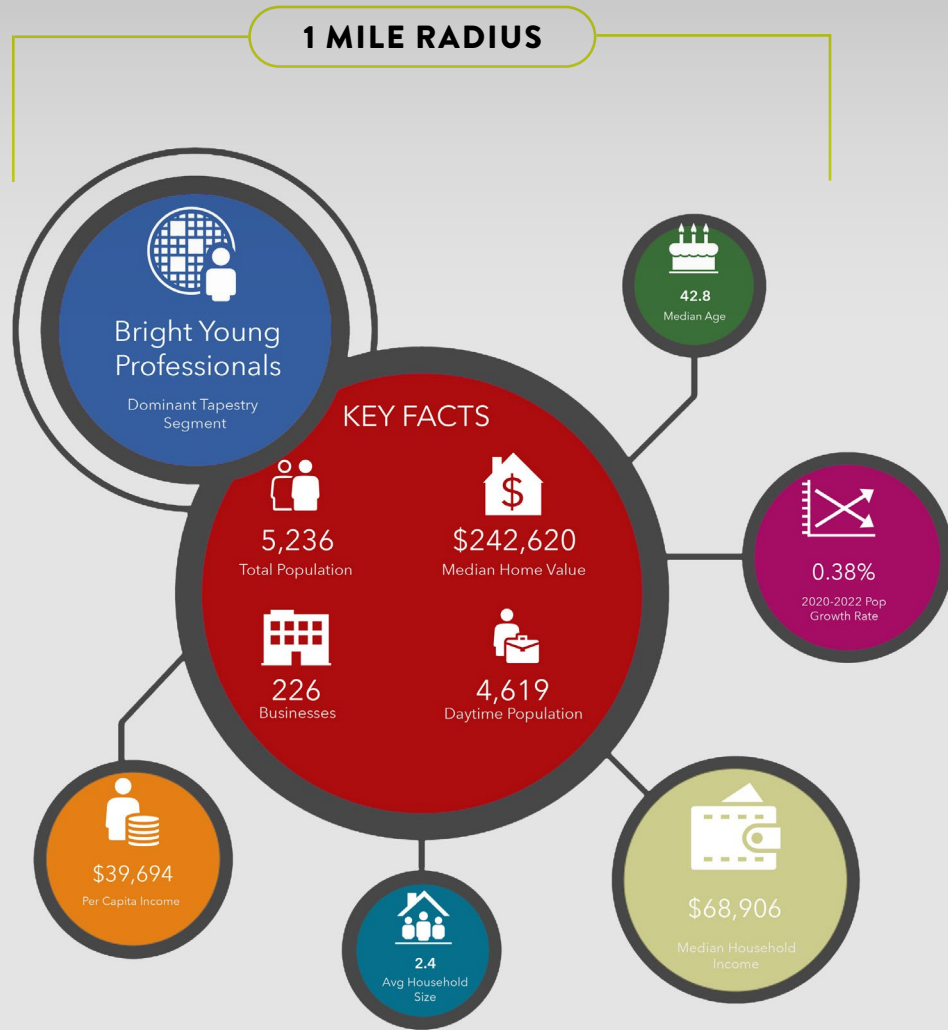 1 MILE RADIUS
Bright Young
Professionals
Dominant Tapestry
Segment
42.8
Median Age
KEY FACTS
5,236
Total Population
$242,620
Median Home Value
226
Businesses
4,619
Daytime Population
0.38%
2020-2022 Pop
Growth Rate
$39,694
Per Capita Income
2.4
Avg Household
Size
$68,906
Median Household
Income